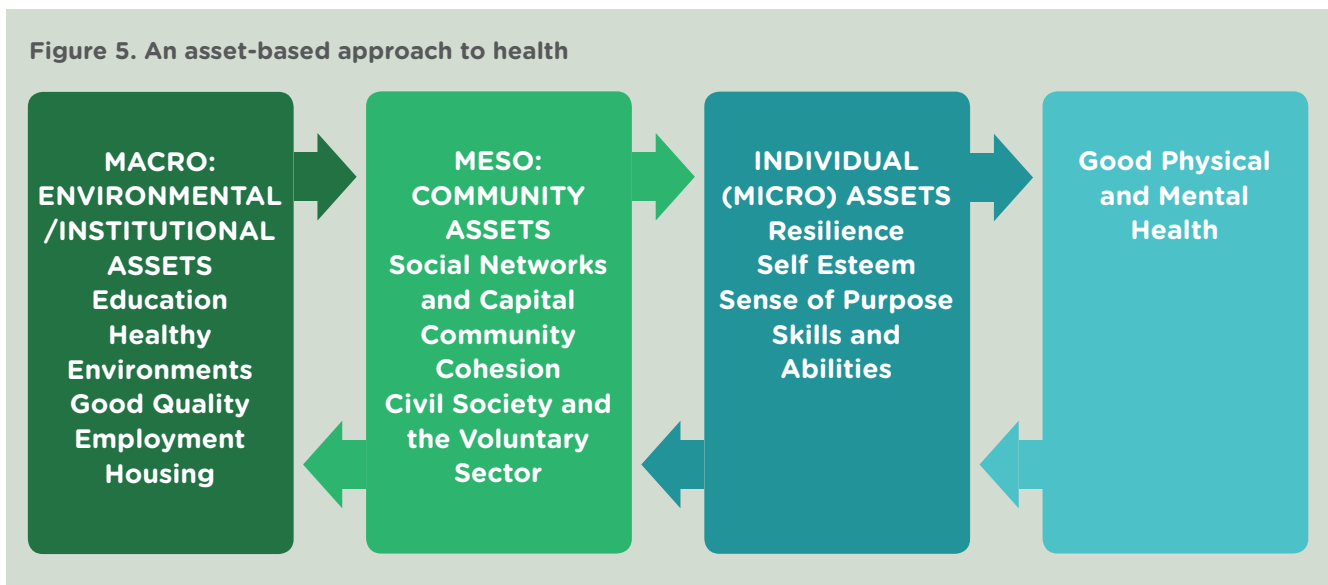 Figure 5. An asset-based approach to health
MACRO:
ENVIRONMENTAL
/INSTITUTIONAL
ASSETS
Education
Healthy
Environments
Good Quality
Employment
Housing
MESO:
COMMUNITY
ASSETS
Social Networks
and Capital
Community
Cohesion
Civil Society and
the Voluntary
Sector
INDIVIDUAL
(MICRO) ASSETS
Resilience
Self Esteem
Sense of Purpose
Skills and
Abilities
Good Physical
and Mental
Health